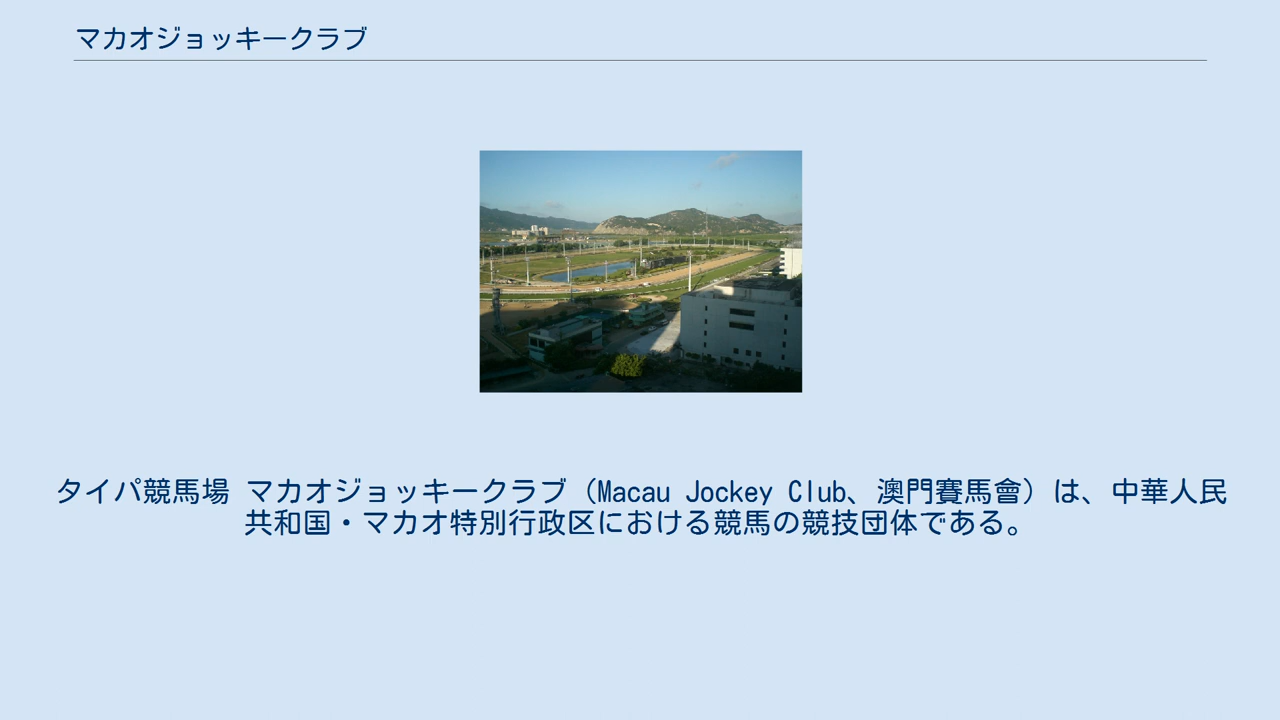 マカオジョッキークラブ
タイパ競馬場 マカオジョッキークラブ（Macau Jockey Club、澳門賽馬會）は、中華人民
共和国・マカオ特別行政区における競馬の競技団体である。